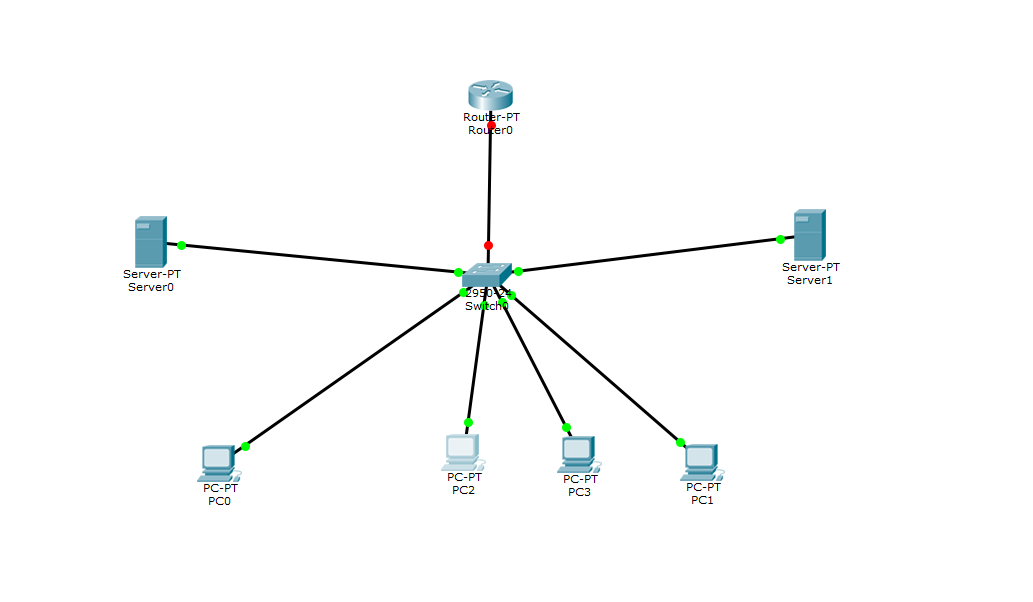 Router-PT
Router0
Server-PT
Server0
Server-PT
Server1
2950-24
Switch0
PC-PT
PC0
PC-PT
PC2
PC-PT
PC3
PC-PT
PC1